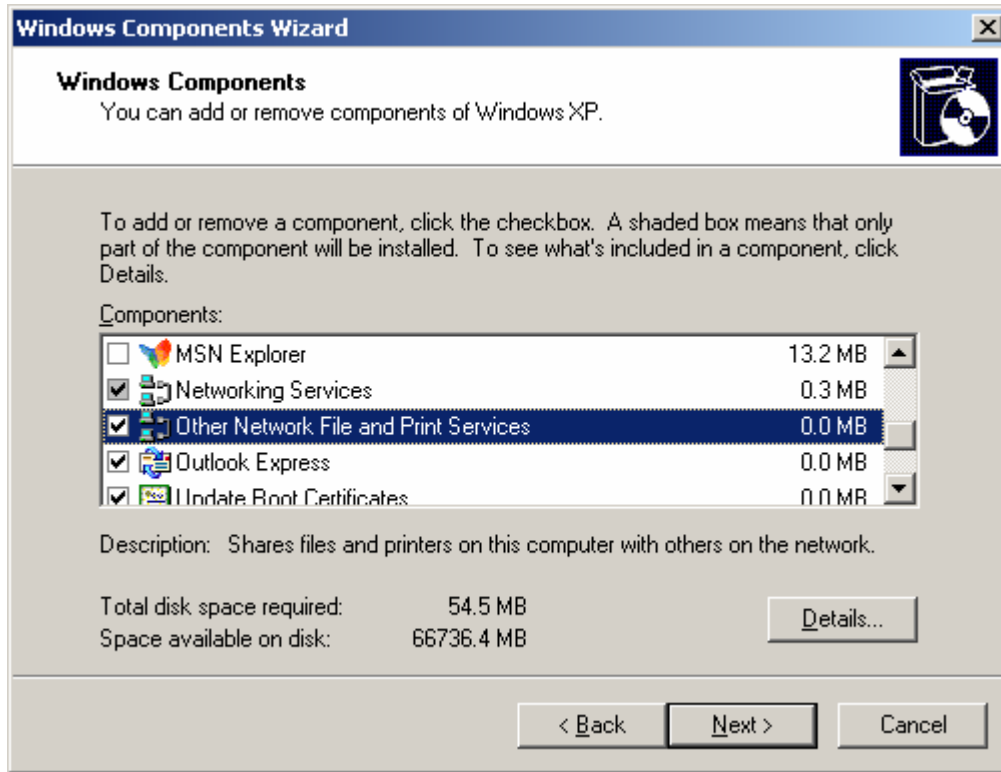 Windows Components Wizard
Windows Components
You can add or remove components of Windows XP.
To add or remove a component, click the checkbox. A shaded box means that only
part of the component will be installed. To see what's included in a component, click
Details.
Components:
MSN Explorer 13.2 MB
Networking Services 0.3 MB
Other Network File and Print Services 0.0 MB
Outlook Express 0.0 MB
Update Root Certificates 0.0 MB
Description: Shares files and printers on this computer with others on the network.
Total disk space required: 54.5 MB
Space available on disk: 66736.4 MB
Details...
< Back Next > Cancel